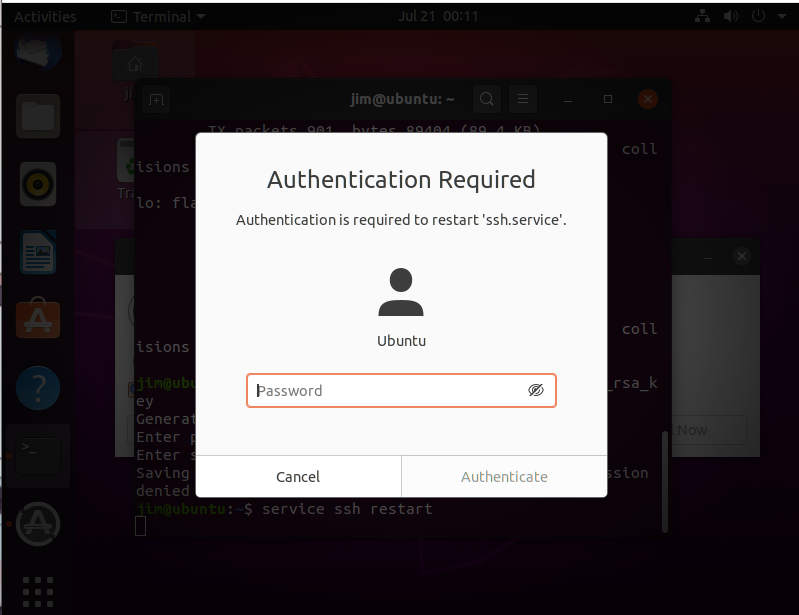 Activities
Terminal
Jul 21 00:11
jim@ubuntu: ~
TX packets 901 bytes 89404 (89.4 KB)
coll
isions
lo: fla
Authentication Required
Authentication is required to restart 'ssh.service'.
Ubuntu
Password
Cancel
Authenticate
coll
isions
jim@ubu
_rsa_k
ey
Generat
Enter p
Enter s
Saving
ssion
denied
jim@ubuntu:~$ service ssh restart
Now